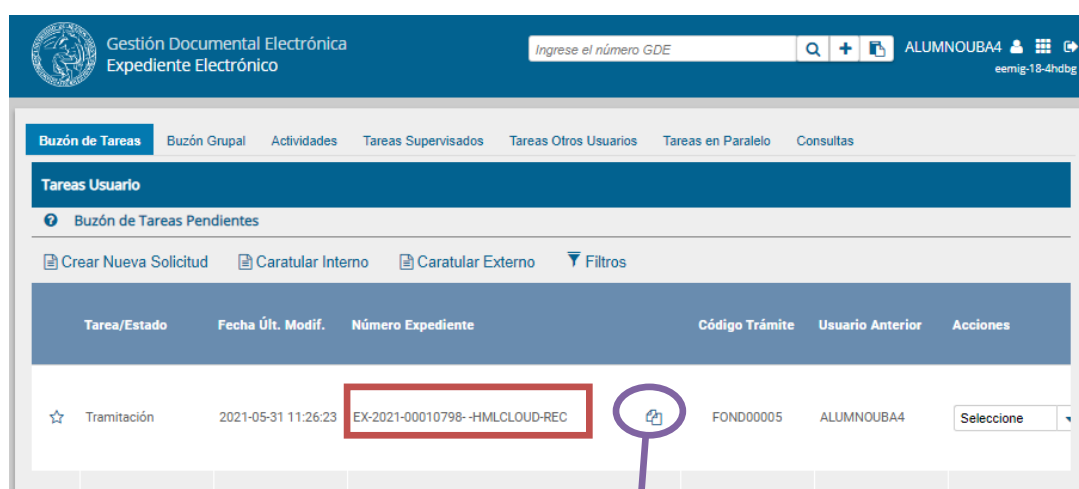 Gestión Documental Electrónica
Expediente Electrónico
Ingrese el número GDE
ALUMNOUBA4
eemig-18-4hdbg
Buzón de Tareas Buzón Grupal Actividades Tareas Supervisados Tareas Otros Usuarios Tareas en Paralelo Consultas
Tareas Usuario
Buzón de Tareas Pendientes
Crear Nueva Solicitud Caratular Interno Caratular Externo Filtros
Tarea/Estado Fecha Últ. Modif. Número Expediente Código Trámite Usuario Anterior Acciones
Tramitación 2021-05-31 11:26:23 EX-2021-00010798- -HMLCLOUD-REC FOND00005 ALUMNOUBA4 Seleccione